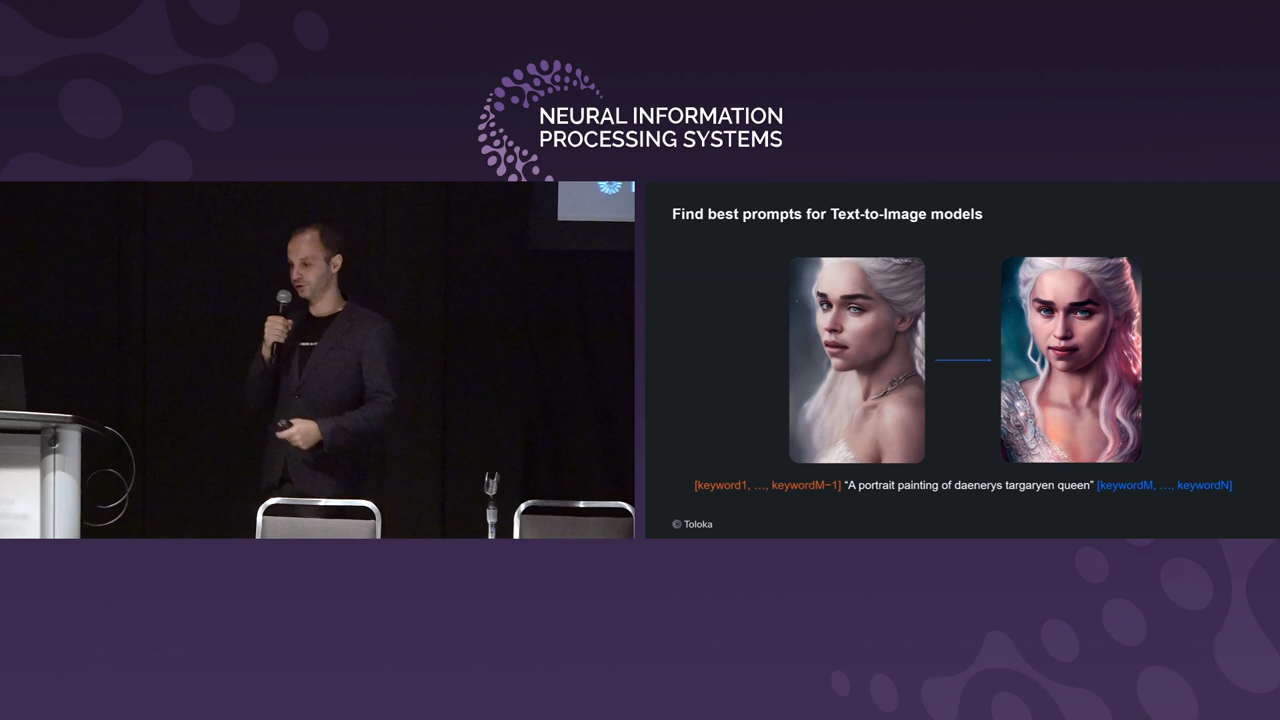 NEURAL INFORMATION
PROCESSING SYSTEMS
Find best prompts for Text-to-Image models
[keyword1, …, keywordM−1] “A portrait painting of daenerys targaryen queen” [keywordM, …, keywordN]
Toloka